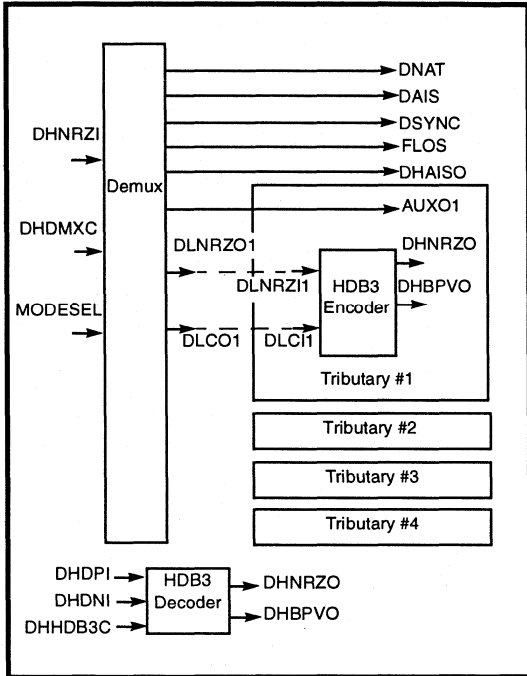 DNAT
DAIS
DSYNC
FLOS
DHAISO
AUXO1
DHNRZI
Demux
DHDMXC
MODESEL
DLNRZO1
DLNRZI1
DLCO1
DLCI1
HDB3
Encoder
DHNRZO
DHBPVO
Tributary #1
Tributary #2
Tributary #3
Tributary #4
DHDPI
DHDNI
DHHDB3C
HDB3
Decoder
DHNRZO
DHBPVO